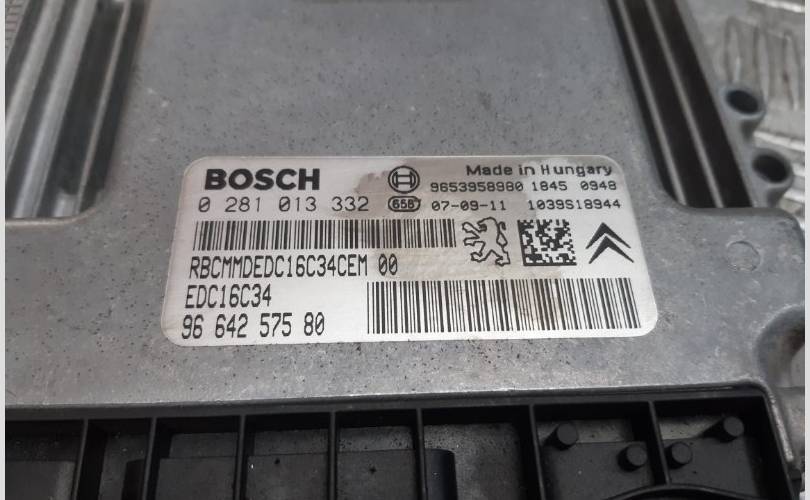 BOSCH
Made in Hungary
9653958980 1845 0948
0 281 013 332 656 07-09-11 1039S18944
RBCMMDEDC16C34CEM 00
EDC16C34
96 642 575 80